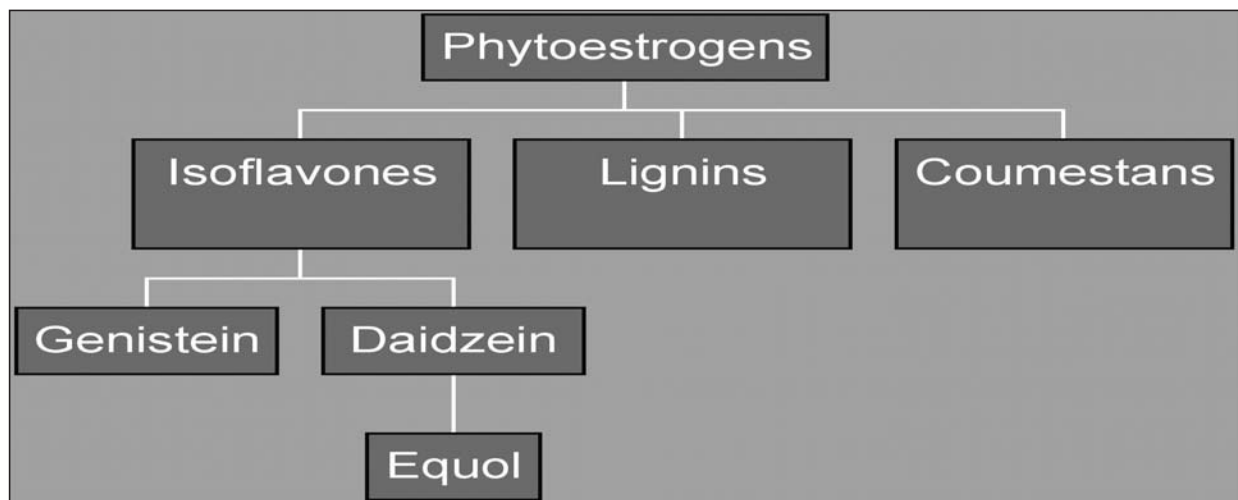 Phytoestrogens
Isoflavones
Lignins
Coumestans
Genistein
Daidzein
Equol